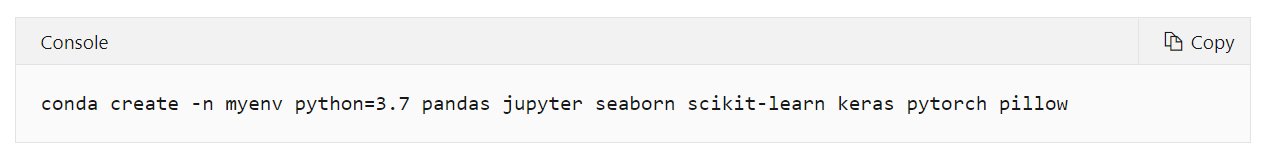 Console
Copy
conda create -n myenv python=3.7 pandas jupyter seaborn scikit-learn keras pytorch pillow